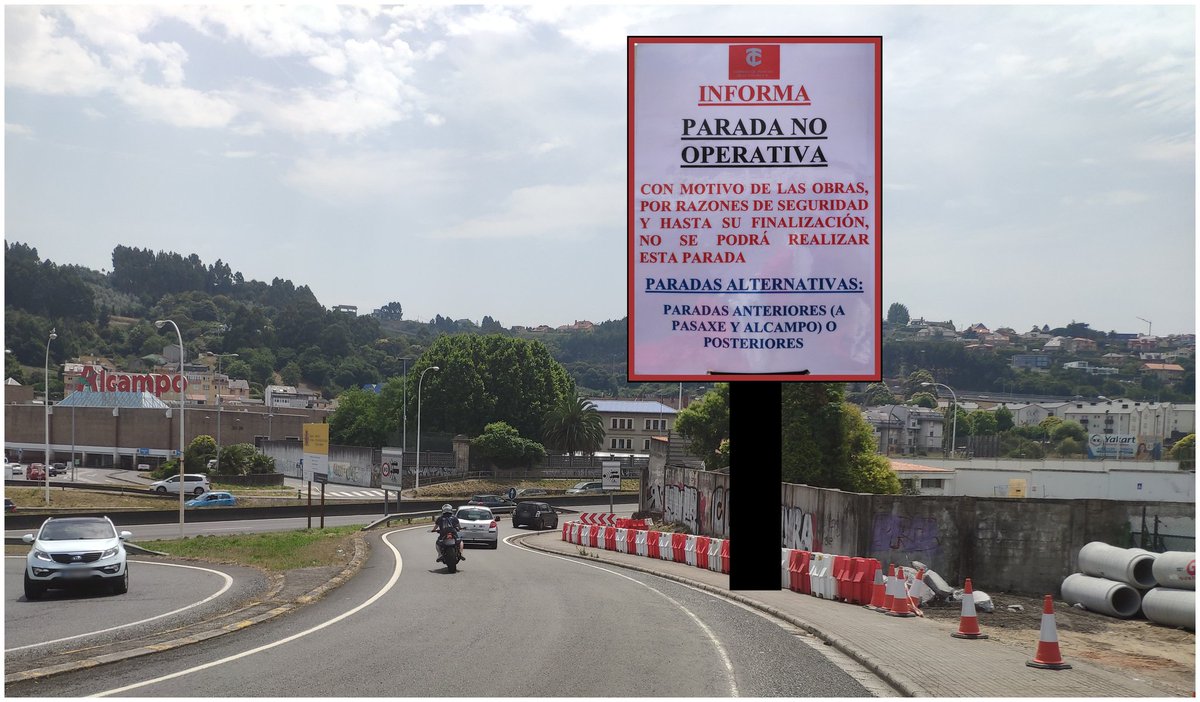 INFORMA
PARADA NO
OPERATIVA
CON MOTIVO DE LAS OBRAS,
POR RAZONES DE SEGURIDAD
Y HASTA SU FINALIZACIÓN,
NO SE PODRÁ REALIZAR
ESTA PARADA
PARADAS ALTERNATIVAS:
PARADAS ANTERIORES (A
PASAXE Y ALCAMPO) O
POSTERIORES
Alcampo
Yakart